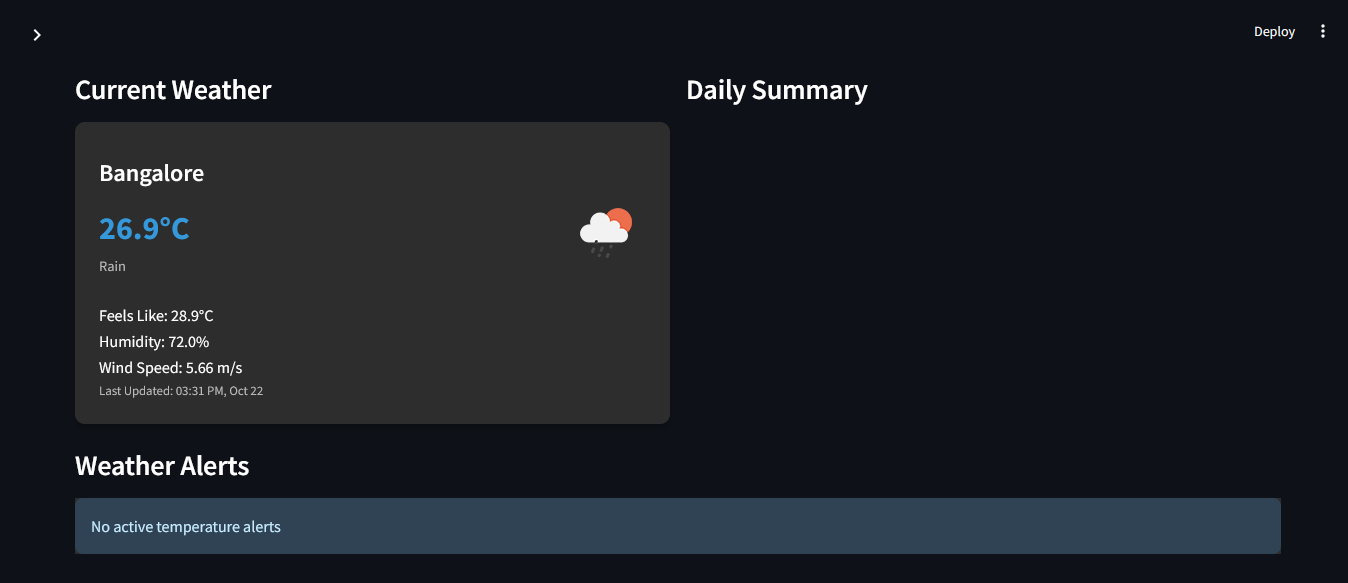 Deploy
Current Weather
Bangalore
26.9°C
Rain
Feels Like: 28.9°C
Humidity: 72.0%
Wind Speed: 5.66 m/s
Last Updated: 03:31 PM, Oct 22
Daily Summary
Weather Alerts
No active temperature alerts